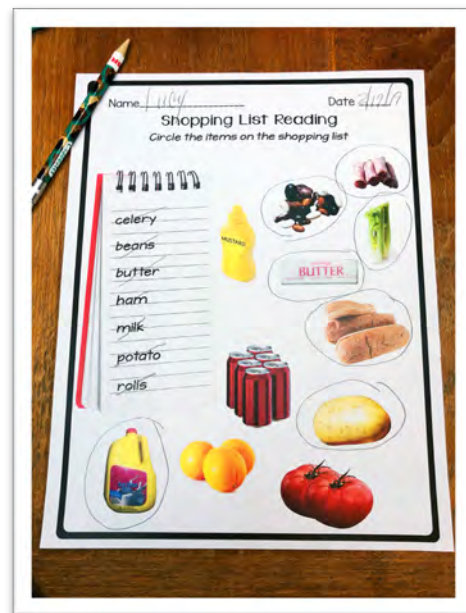 Name Lucy Date 2/12/17
Shopping List Reading
Circle the items on the shopping list
celery
beans
butter
ham
milk
potato
rolls
MUSTARD
BUTTER